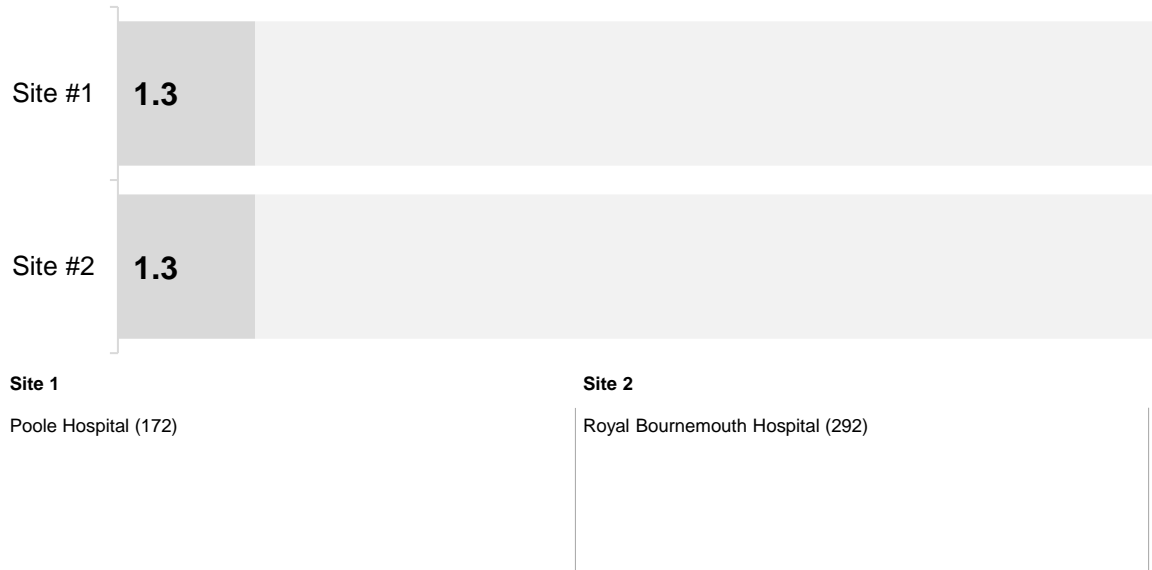 Site #1 1.3
Site #2 1.3
Site 1 Site 2
Poole Hospital (172) Royal Bournemouth Hospital (292)